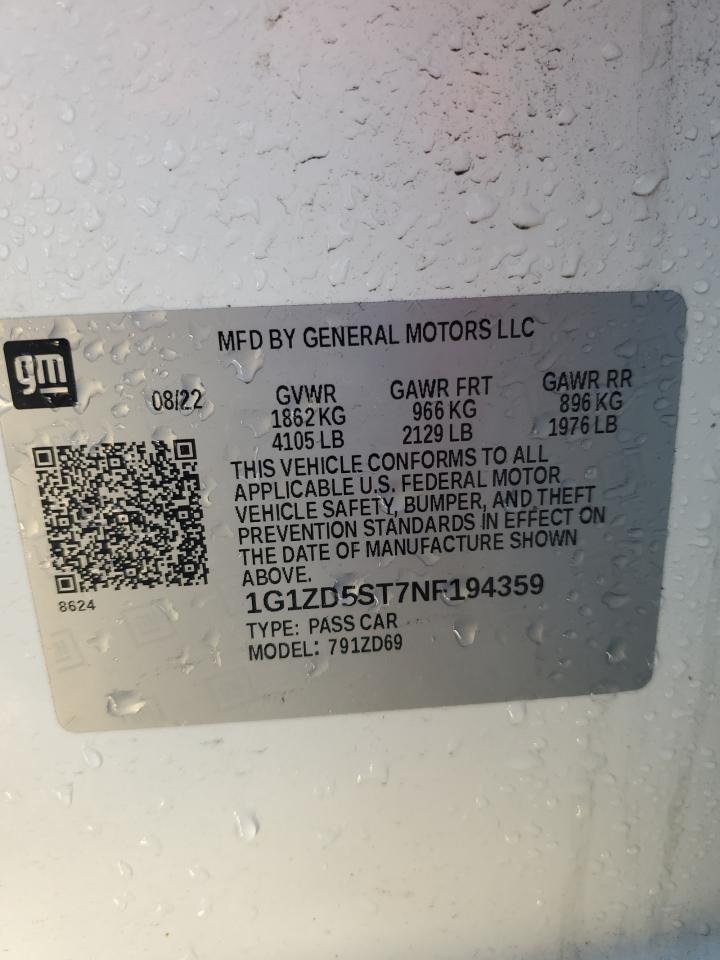 gm
MFD BY GENERAL MOTORS LLC
08/22
GVWR
1862 KG
4105 LB
GAWR FRT
966 KG
2129 LB
GAWR RR
896 KG
1976 LB
THIS VEHICLE CONFORMS TO ALL
APPLICABLE U.S. FEDERAL MOTOR
VEHICLE SAFETY, BUMPER, AND THEFT
PREVENTION STANDARDS IN EFFECT ON
THE DATE OF MANUFACTURE SHOWN
ABOVE.
8624
1G1ZD5ST7NF194359
TYPE: PASS CAR
MODEL: 791ZD69